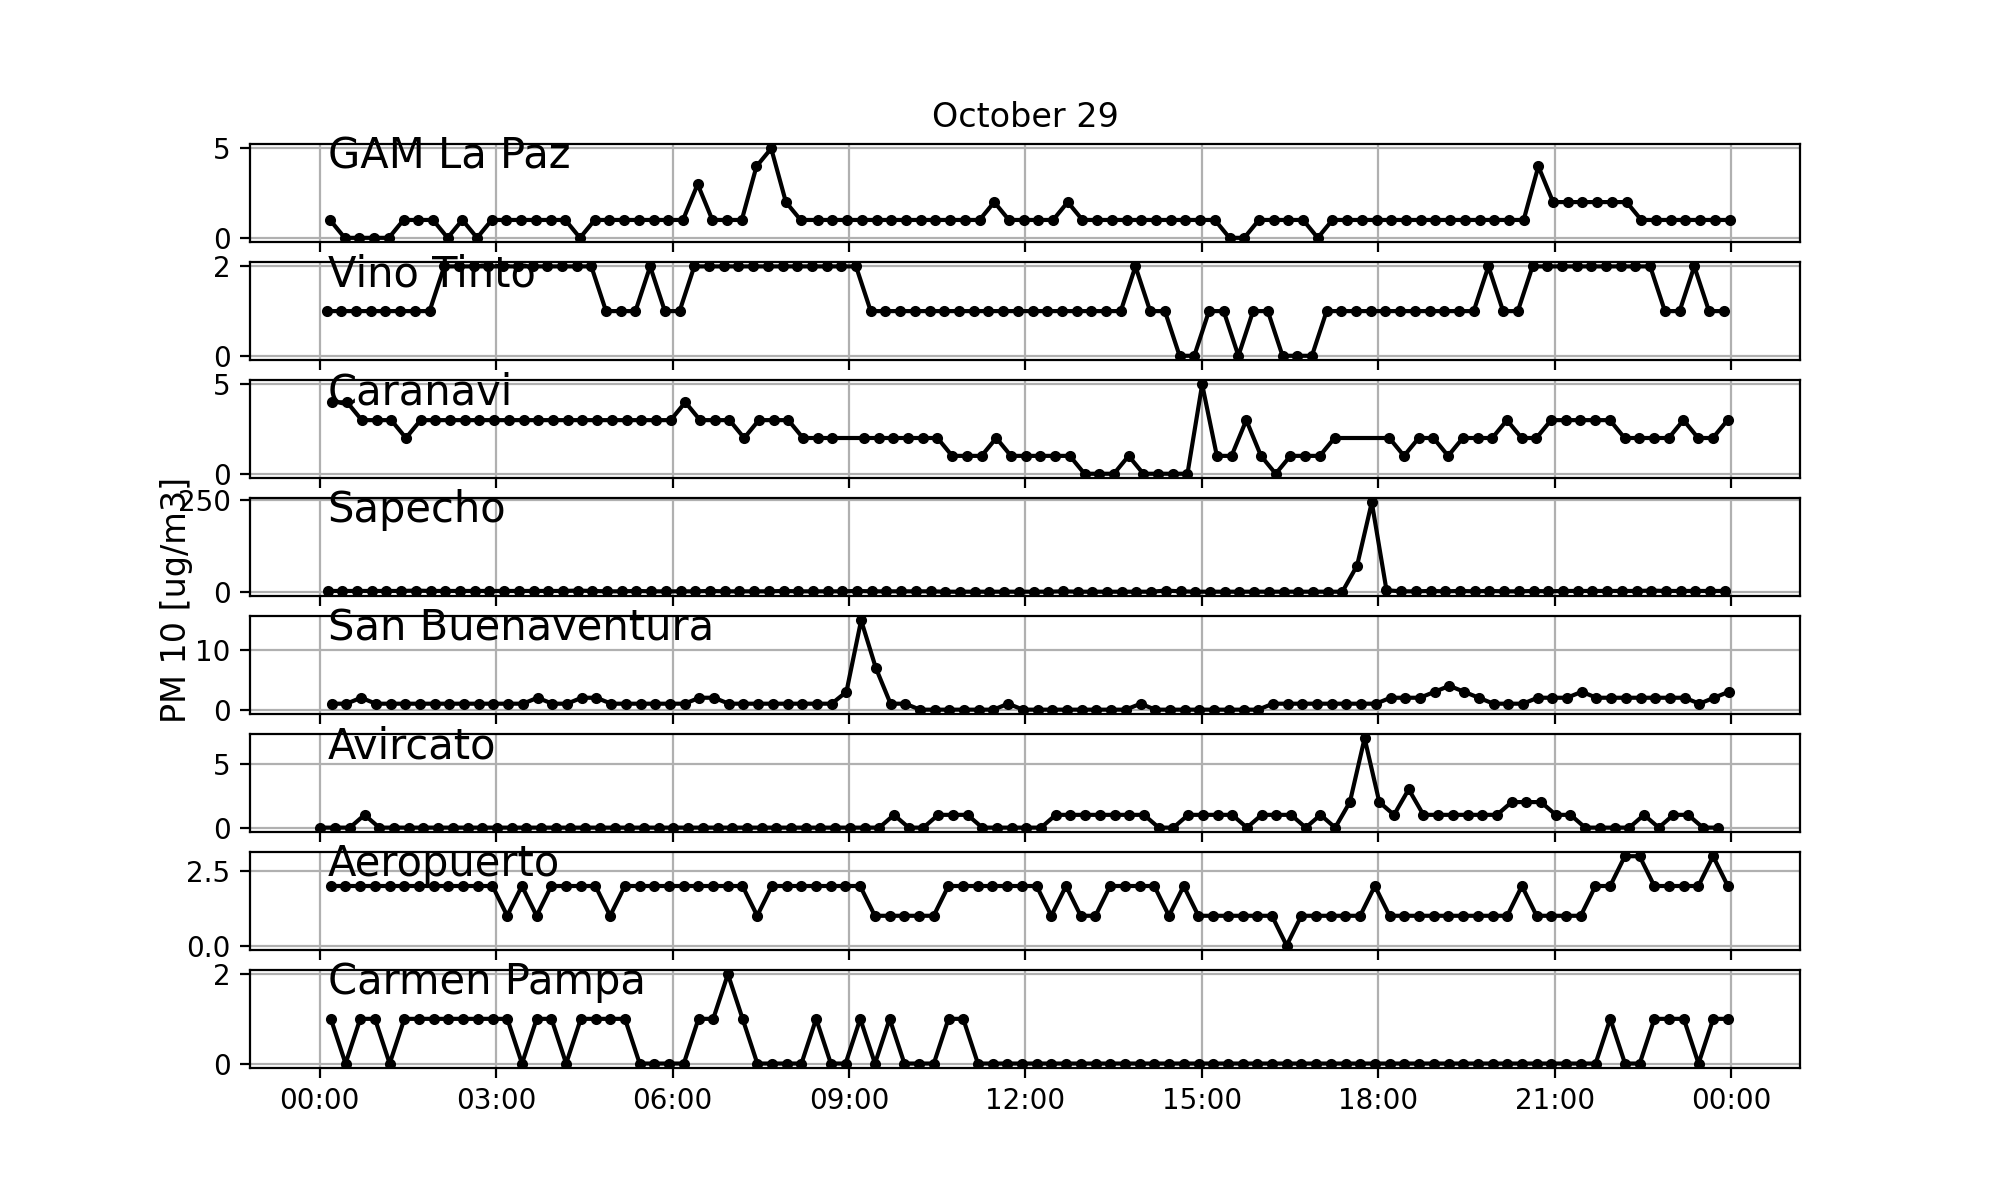 October 29
GAM La Paz
5
0
Vino Tinto
2
0
Caranavi
5
0
PM 10 [ug/m3]
Sapecho
250
0
San Buenaventura
10
0
Avircato
5
0
Aeropuerto
2.5
0.0
Carmen Pampa
2
0
00:00 03:00 06:00 09:00 12:00 15:00 18:00 21:00 00:00